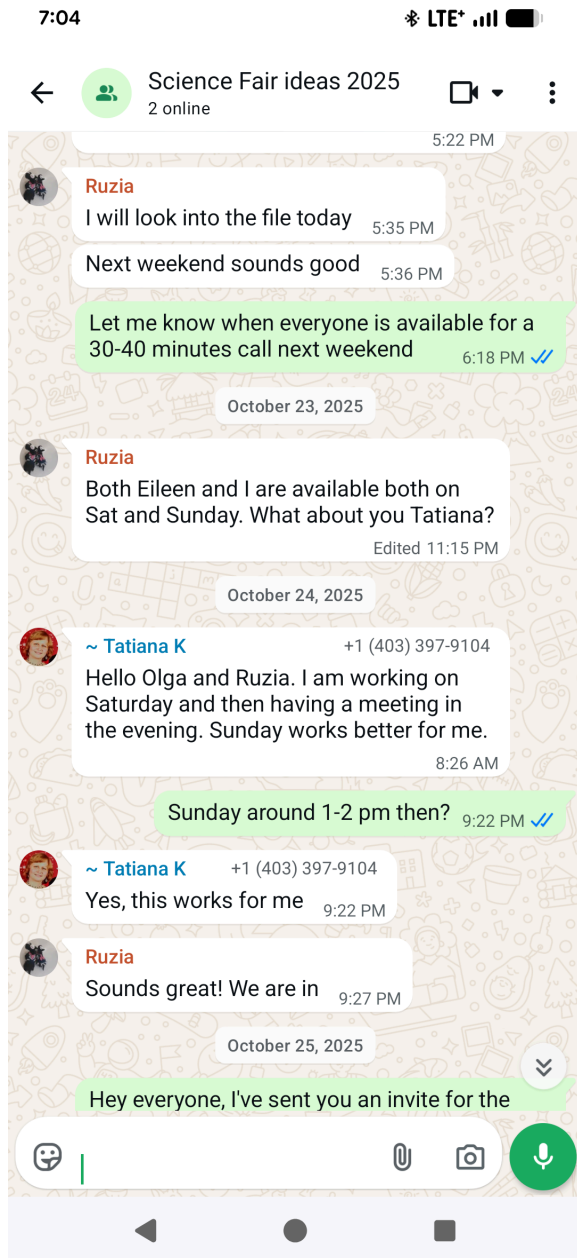 7:04
LTE+
Science Fair ideas 2025
2 online
5:22 PM
Ruzia
I will look into the file today
5:35 PM
Next weekend sounds good
5:36 PM
Let me know when everyone is available for a
30-40 minutes call next weekend
6:18 PM
October 23, 2025
Ruzia
Both Eileen and I are available both on
Sat and Sunday. What about you Tatiana?
Edited 11:15 PM
October 24, 2025
~ Tatiana K +1 (403) 397-9104
Hello Olga and Ruzia. I am working on
Saturday and then having a meeting in
the evening. Sunday works better for me.
8:26 AM
Sunday around 1-2 pm then?
9:22 PM
~ Tatiana K +1 (403) 397-9104
Yes, this works for me
9:22 PM
Ruzia
Sounds great! We are in
9:27 PM
October 25, 2025
Hey everyone, I've sent you an invite for the